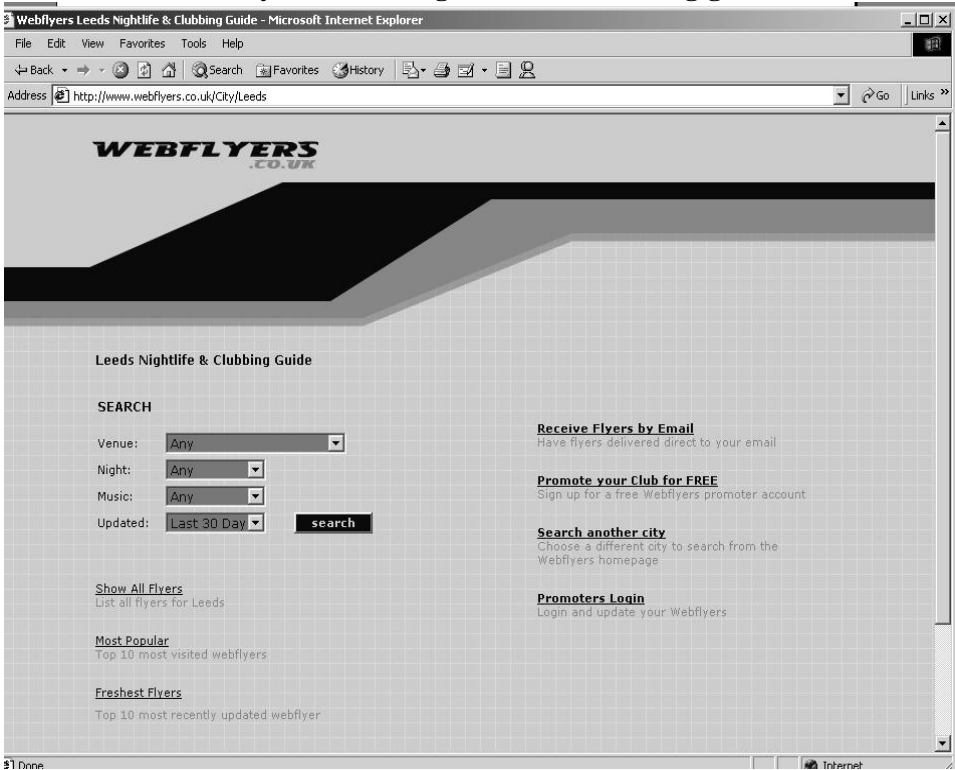 Webflyers Leeds Nightlife & Clubbing Guide - Microsoft Internet Explorer
File Edit View Favorites Tools Help
Back Search Favorites History
Address http://www.webflyers.co.uk/City/Leeds Go Links »
WEBFLYERS
.CO.UK
Leeds Nightlife & Clubbing Guide
SEARCH
Venue: Any
Night: Any
Music: Any
Updated: Last 30 Day search
Show All Flyers
List all flyers for Leeds
Most Popular
Top 10 most visited webflyers
Freshest Flyers
Top 10 most recently updated webflyer
Receive Flyers by Email
Have flyers delivered direct to your email
Promote your Club for FREE
Sign up for a free Webflyers promoter account
Search another city
Choose a different city to search from the
Webflyers homepage
Promoters Login
Login and update your Webflyers
Done Internet